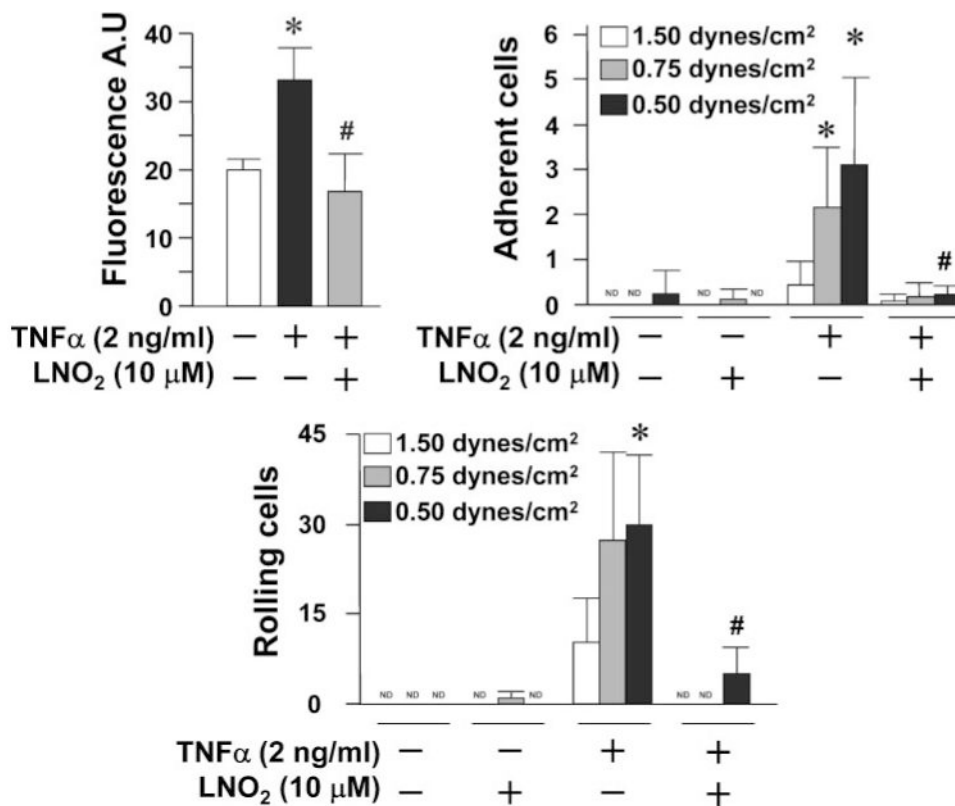 Fluorescence A.U
40
30
20
10
0
*
#
TNFα (2 ng/ml) − + +
LNO₂ (10 μM) − − +
Adherent cells
6
5
4
3
2
1
0
1.50 dynes/cm²
0.75 dynes/cm²
0.50 dynes/cm²
*
*
#
ND ND ND ND
TNFα (2 ng/ml) − − + +
LNO₂ (10 μM) − + − +
Rolling cells
45
30
15
0
1.50 dynes/cm²
0.75 dynes/cm²
0.50 dynes/cm²
*
#
ND ND ND ND ND ND ND
TNFα (2 ng/ml) − − + +
LNO₂ (10 μM) − + − +